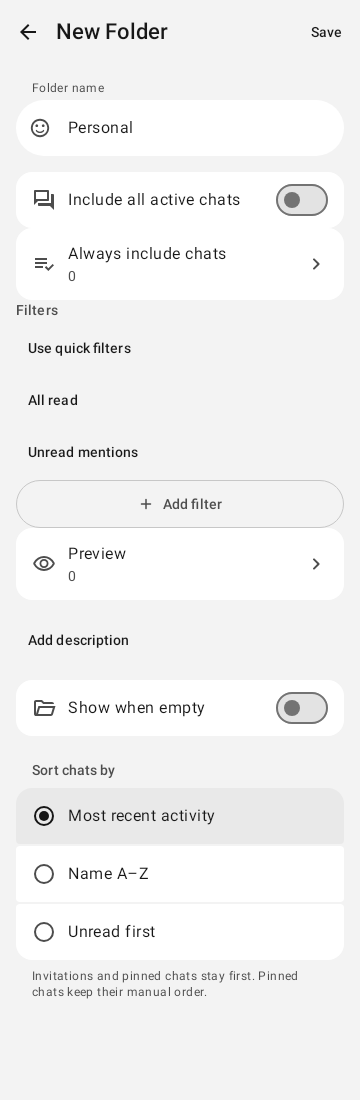 New Folder
Save
Folder name
Personal
Include all active chats
Always include chats
0
Filters
Use quick filters
All read
Unread mentions
Add filter
Preview
0
Add description
Show when empty
Sort chats by
Most recent activity
Name A–Z
Unread first
Invitations and pinned chats stay first. Pinned
chats keep their manual order.